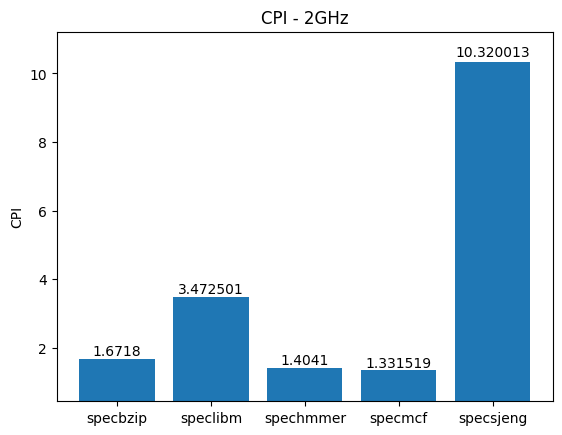 CPI - 2GHz
10.320013
10
8
CPI
6
4
3.472501
2
1.6718
1.4041
1.331519
specbzip
speclibm
spechmmer
specmcf
specsjeng